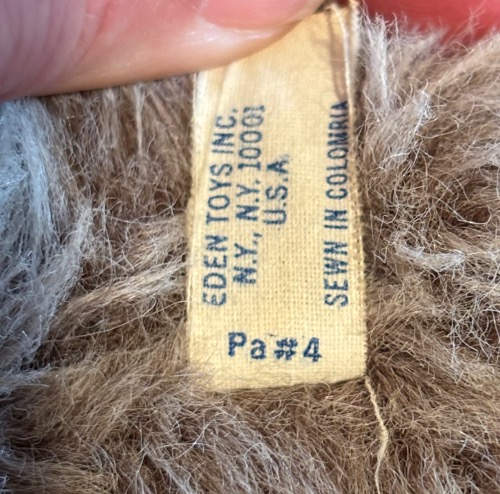 EDEN TOYS INC.
N.Y., N.Y. 10001
U.S.A.
SEWN IN COLOMBIA
Pa#4